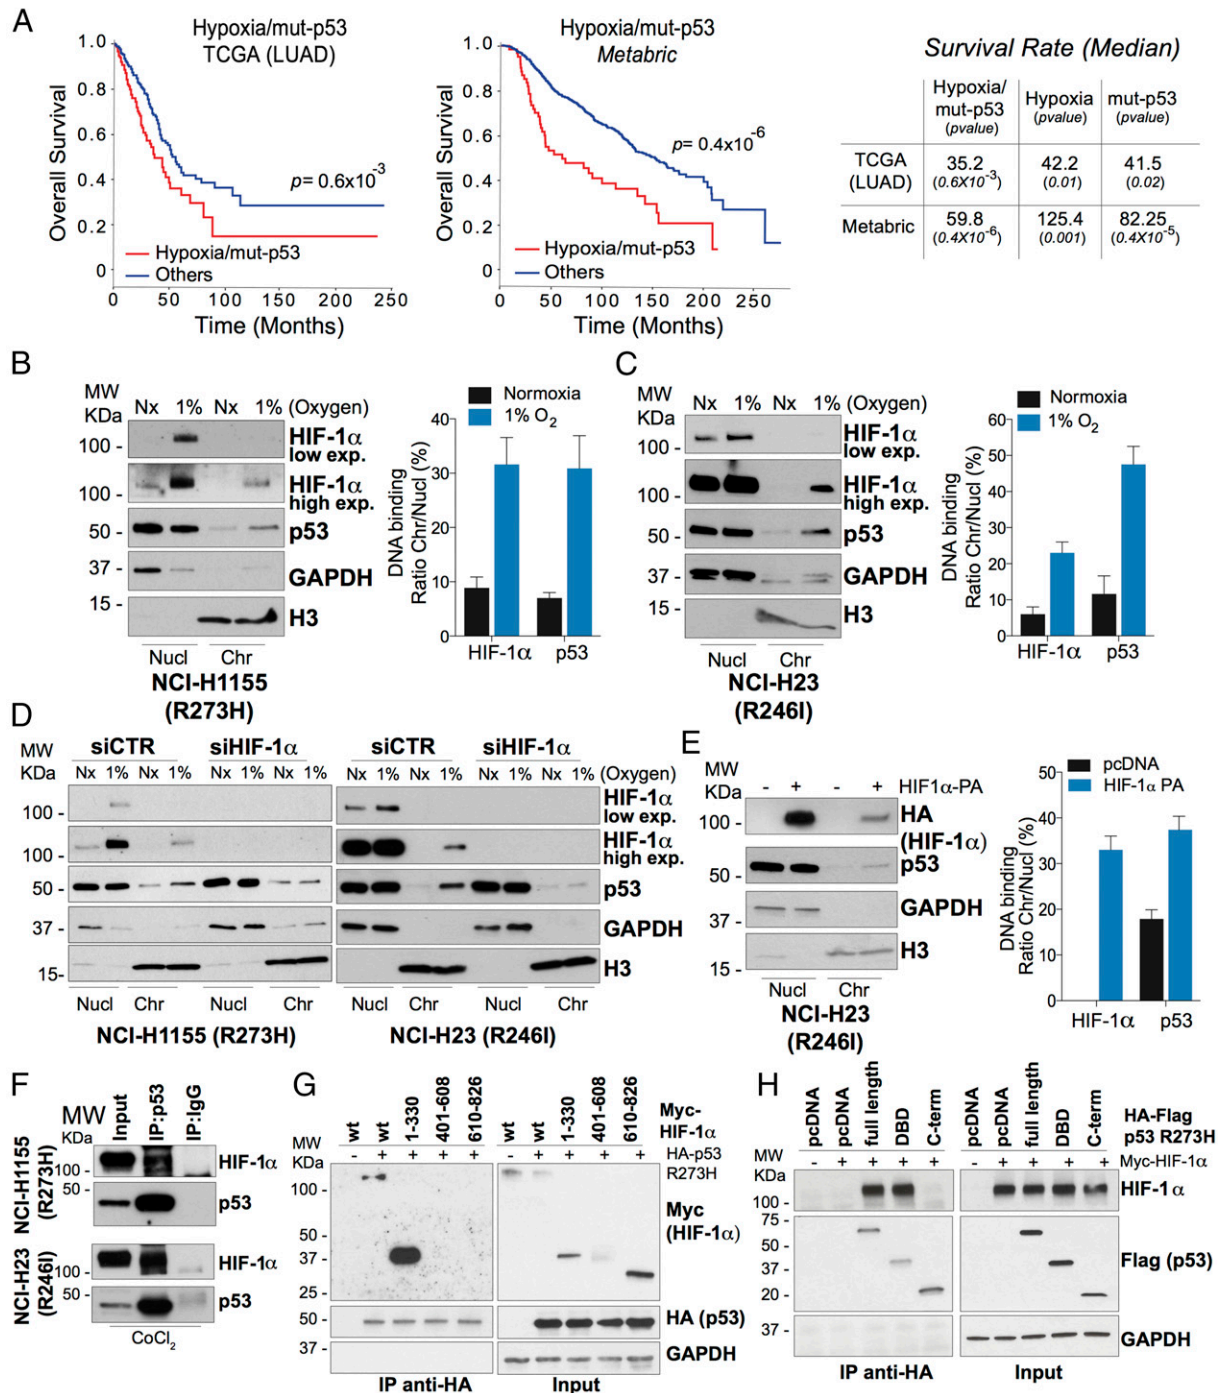 A
Hypoxia/mut-p53
TCGA (LUAD)
Overall Survival
1.0
0.8
0.6
0.4
0.2
0
p= 0.6x10-3
Hypoxia/mut-p53
Others
0 50 100 150 200 250
Time (Months)
Hypoxia/mut-p53
Metabric
Overall Survival
1.0
0.8
0.6
0.4
0.2
0
p= 0.4x10-6
Hypoxia/mut-p53
Others
0 50 100 150 200 250
Time (Months)
Survival Rate (Median)
Hypoxia/ mut-p53 (pvalue)
Hypoxia (pvalue)
mut-p53 (pvalue)
TCGA (LUAD)
35.2 42.2 41.5
(0.6X10-3) (0.01) (0.02)
Metabric 59.8 125.4 82.25
(0.4X10-6) (0.001) (0.4X10-5)
B
MW
KDa
Nx 1% Nx 1% (Oxygen)
100 - HIF-1α
low exp.
100 - HIF-1α
high exp.
50 - p53
37 - GAPDH
15 - H3
Nucl Chr
NCI-H1155
(R273H)
Normoxia
1% O2
DNA binding
Ratio Chr/Nucl (%)
40
30
20
10
0
HIF-1α p53
C
MW
KDa
Nx 1% Nx 1% (Oxygen)
100 - HIF-1α
low exp.
100 - HIF-1α
high exp.
50 - p53
37 - GAPDH
15 - H3
Nucl Chr
NCI-H23
(R246I)
Normoxia
1% O2
DNA binding
Ratio Chr/Nucl (%)
60
50
40
30
20
10
0
HIF-1α p53
D
MW
KDa
siCTR siHIF-1α siCTR siHIF-1α
Nx 1% Nx 1% Nx 1% Nx 1% Nx 1% Nx 1% Nx 1% Nx 1% (Oxygen)
100 - HIF-1α
low exp.
100 - HIF-1α
high exp.
50 - p53
37 - GAPDH
15- H3
Nucl Chr Nucl Chr Nucl Chr Nucl Chr
NCI-H1155 (R273H) NCI-H23 (R246I)
E
MW
KDa
- + - + HIF1α-PA
100 - HA
(HIF-1α)
50 - p53
37 - GAPDH
15 - H3
Nucl Chr
NCI-H23
(R246I)
pcDNA
HIF-1α PA
DNA binding
Ratio Chr/Nucl (%)
50
40
30
20
10
0
HIF-1α p53
F
MW
KDa
Input IP:p53 IP:IgG
NCI-H1155
(R273H)
100 - HIF-1α
50 - p53
NCI-H23
(R246I)
100 - HIF-1α
50 - p53
CoCl2
G
MW
KDa
wt wt 1-330 401-608 610-826 wt wt 1-330 401-608 610-826
Myc-
HIF-1α
- + + + + - + + + + HA-p53
R273H
100 -
50 -
37 -
25 -
Myc
(HIF-1α)
50 - HA (p53)
37 - GAPDH
IP anti-HA Input
H
MW
KDa
pcDNA pcDNA full length DBD C-term pcDNA pcDNA full length DBD C-term
HA-Flag
p53 R273H
- + + + + - + + + + Myc-HIF-1α
100 - HIF-1α
75 -
50 -
37 -
20 -
Flag (p53)
37 - GAPDH
IP anti-HA Input